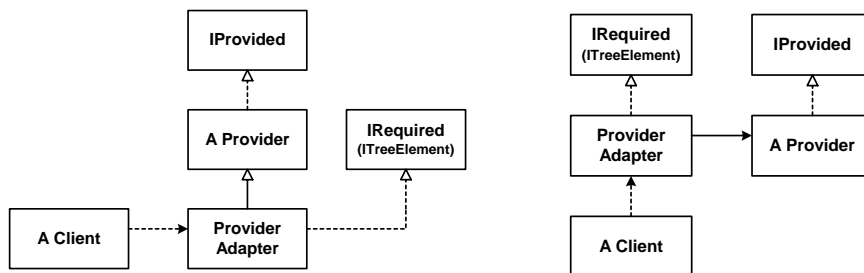 IProvided
A Provider
IRequired
(ITreeElement)
A Client
Provider
Adapter
IRequired
(ITreeElement)
IProvided
Provider
Adapter
A Provider
A Client